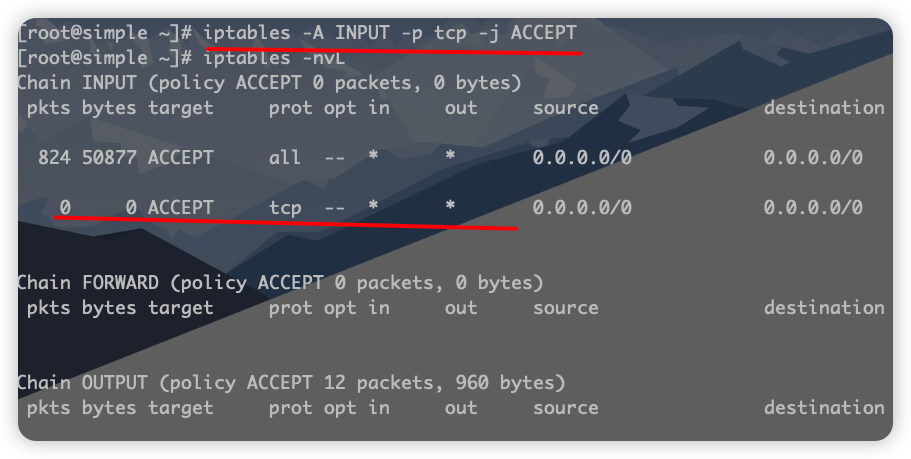 [root@simple ~]# iptables -A INPUT -p tcp -j ACCEPT
[root@simple ~]# iptables -nvL
Chain INPUT (policy ACCEPT 0 packets, 0 bytes)
 pkts bytes target     prot opt in     out     source               destination
  824 50877 ACCEPT     all  --  *      *       0.0.0.0/0            0.0.0.0/0
    0     0 ACCEPT     tcp  --  *      *       0.0.0.0/0            0.0.0.0/0
Chain FORWARD (policy ACCEPT 0 packets, 0 bytes)
 pkts bytes target     prot opt in     out     source               destination
Chain OUTPUT (policy ACCEPT 12 packets, 960 bytes)
 pkts bytes target     prot opt in     out     source               destination